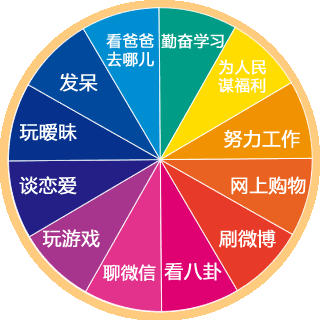 勤奋学习
为人民
谋福利
努力工作
网上购物
刷微博
看八卦
聊微信
玩游戏
谈恋爱
玩暧昧
发呆
看爸爸
去哪儿